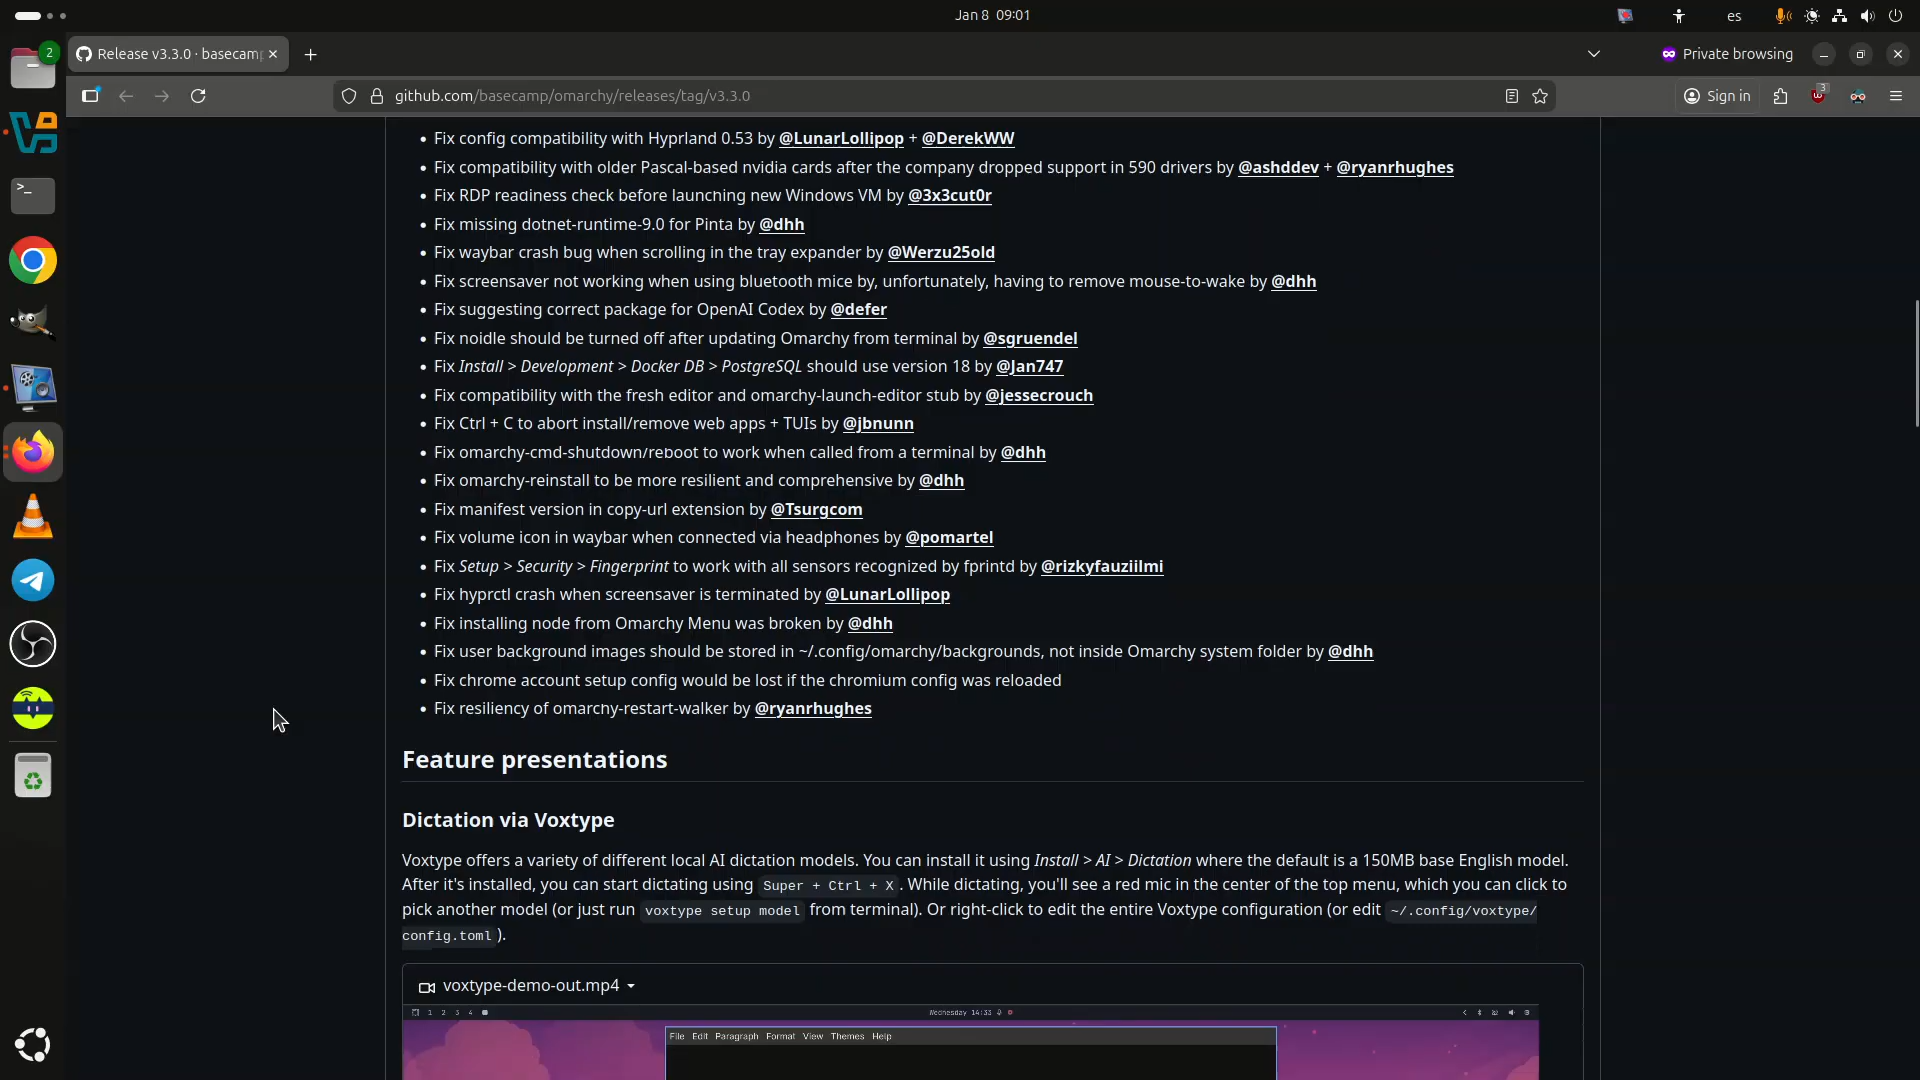 Jan 8 09:01
es
2
Release v3.3.0 · basecamp
Private browsing
github.com/basecamp/omarchy/releases/tag/v3.3.0
Sign in
3
• Fix config compatibility with Hyprland 0.53 by @LunarLollipop + @DerekWW
• Fix compatibility with older Pascal-based nvidia cards after the company dropped support in 590 drivers by @ashddev + @ryanrhughes
• Fix RDP readiness check before launching new Windows VM by @3x3cut0r
• Fix missing dotnet-runtime-9.0 for Pinta by @dhh
• Fix waybar crash bug when scrolling in the tray expander by @Werzu25old
• Fix screensaver not working when using bluetooth mice by, unfortunately, having to remove mouse-to-wake by @dhh
• Fix suggesting correct package for OpenAI Codex by @defer
• Fix noidle should be turned off after updating Omarchy from terminal by @sgruendel
• Fix Install > Development > Docker DB > PostgreSQL should use version 18 by @Jan747
• Fix compatibility with the fresh editor and omarchy-launch-editor stub by @jessecrouch
• Fix Ctrl + C to abort install/remove web apps + TUIs by @jbnunn
• Fix omarchy-cmd-shutdown/reboot to work when called from a terminal by @dhh
• Fix omarchy-reinstall to be more resilient and comprehensive by @dhh
• Fix manifest version in copy-url extension by @Tsurgcom
• Fix volume icon in waybar when connected via headphones by @pomartel
• Fix Setup > Security > Fingerprint to work with all sensors recognized by fprintd by @rizkyfauziilmi
• Fix hyprctl crash when screensaver is terminated by @LunarLollipop
• Fix installing node from Omarchy Menu was broken by @dhh
• Fix user background images should be stored in ~/.config/omarchy/backgrounds, not inside Omarchy system folder by @dhh
• Fix chrome account setup config would be lost if the chromium config was reloaded
• Fix resiliency of omarchy-restart-walker by @ryanrhughes
Feature presentations
Dictation via Voxtype
Voxtype offers a variety of different local AI dictation models. You can install it using Install > AI > Dictation where the default is a 150MB base English model.
After it's installed, you can start dictating using Super + Ctrl + X. While dictating, you'll see a red mic in the center of the top menu, which you can click to
pick another model (or just run voxtype setup model from terminal). Or right-click to edit the entire Voxtype configuration (or edit ~/.config/voxtype/
config.toml).
voxtype-demo-out.mp4
1 2 3 4
Wednesday 14:33
File Edit Paragraph Format View Themes Help